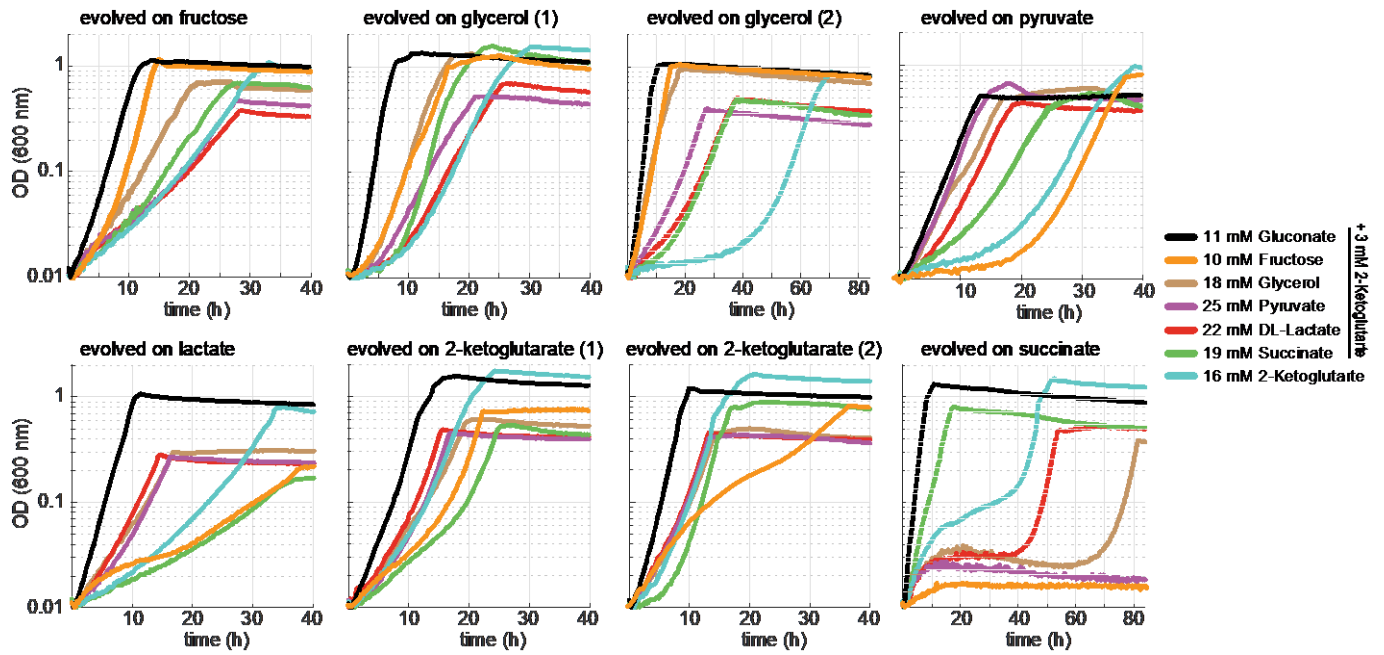 evolved on fructose
evolved on glycerol (1)
evolved on glycerol (2)
evolved on pyruvate
OD (600 nm)
1
0.1
0.01
10 20 30 40
10 20 30 40
20 40 60 80
10 20 30 40
time (h)
time (h)
time (h)
time (h)
evolved on lactate
evolved on 2-ketoglutarate (1)
evolved on 2-ketoglutarate (2)
evolved on succinate
OD (600 nm)
1
0.1
0.01
10 20 30 40
10 20 30 40
10 20 30 40
20 40 60 80
time (h)
time (h)
time (h)
time (h)
11 mM Gluconate
10 mM Fructose
18 mM Glycerol
25 mM Pyruvate
22 mM DL-Lactate
19 mM Succinate
16 mM 2-Ketoglutarte
+ 3 mM 2-Ketoglutarte